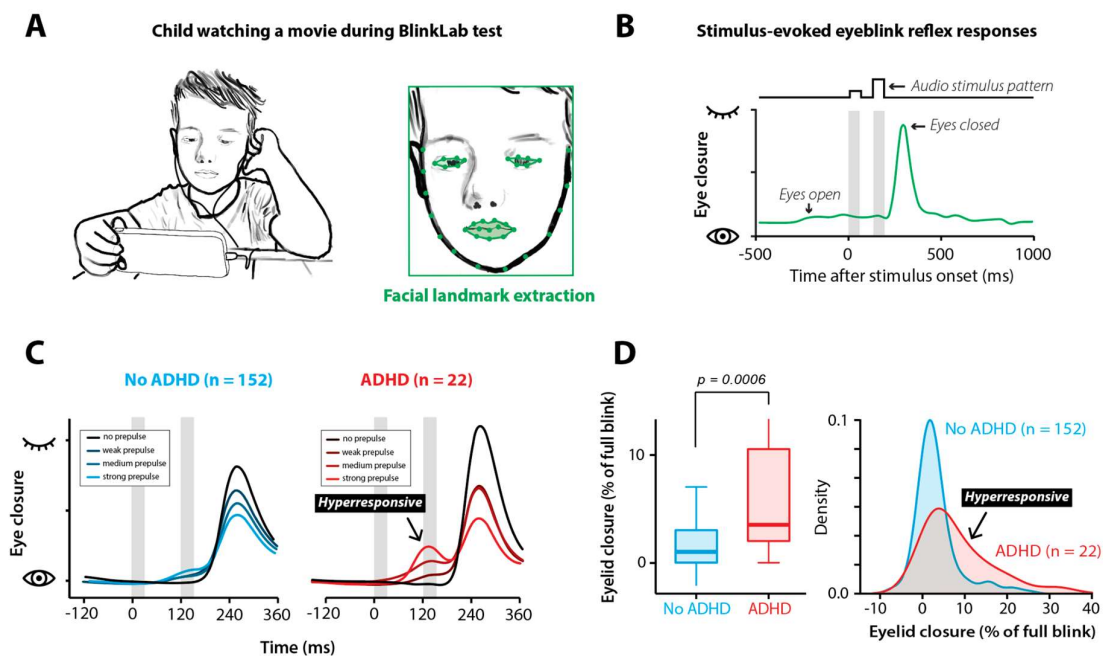 A
Child watching a movie during BlinkLab test
Facial landmark extraction
B
Stimulus-evoked eyeblink reflex responses
Audio stimulus pattern
Eyes closed
Eyes open
Eye closure
-500
0
500
1000
Time after stimulus onset (ms)
C
No ADHD (n = 152)
no prepulse
weak prepulse
medium prepulse
strong prepulse
Eye closure
-120
0
120
240
360
ADHD (n = 22)
no prepulse
weak prepulse
medium prepulse
strong prepulse
Hyperresponsive
-120
0
120
240
360
Time (ms)
D
p = 0.0006
Eyelid closure (% of full blink)
10
0
No ADHD
ADHD
0.1
Density
0.0
No ADHD (n = 152)
Hyperresponsive
ADHD (n = 22)
-10
0
10
20
30
40
Eyelid closure (% of full blink)